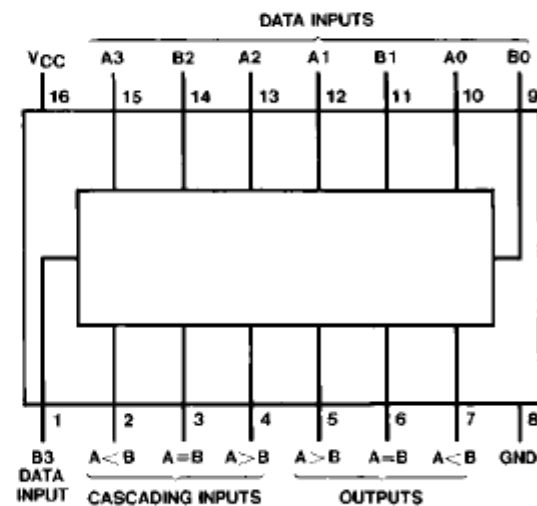 DATA INPUTS
VCC A3 B2 A2 A1 B1 A0 B0
16 15 14 13 12 11 10 9
1 2 3 4 5 6 7 8
B3 A<B A=B A>B A>B A=B A<B GND
DATA
INPUT CASCADING INPUTS OUTPUTS